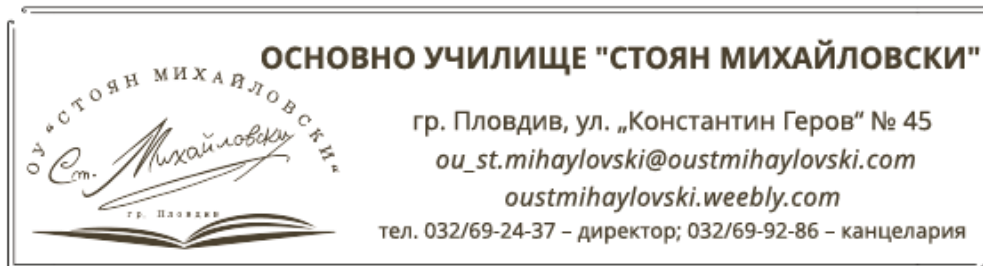 ОСНОВНО УЧИЛИЩЕ "СТОЯН МИХАЙЛОВСКИ"
ОУ "СТОЯН МИХАЙЛОВСКИ"
Ст. Михайловски
гр. Пловдив
гр. Пловдив, ул. „Константин Геров“ № 45
ou_st.mihaylovski@oustmihaylovski.com
oustmihaylovski.weebly.com
тел. 032/69-24-37 – директор; 032/69-92-86 – канцелария